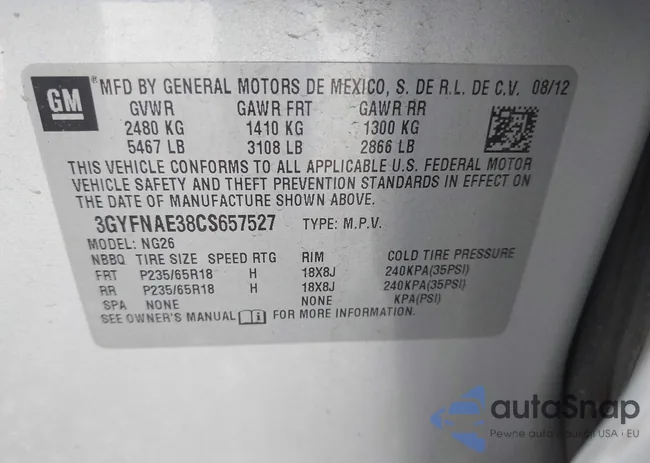 GM
® MFD BY GENERAL MOTORS DE MEXICO, S. DE R.L. DE C.V. 08/12
GVWR GAWR FRT GAWR RR
2480 KG 1410 KG 1300 KG
5467 LB 3108 LB 2866 LB
THIS VEHICLE CONFORMS TO ALL APPLICABLE U.S. FEDERAL MOTOR
VEHICLE SAFETY AND THEFT PREVENTION STANDARDS IN EFFECT ON
THE DATE OF MANUFACTURE SHOWN ABOVE.
3GYFNAE38CS657527 TYPE: M.P.V.
MODEL: NG26
NBBQ TIRE SIZE SPEED RTG RIM COLD TIRE PRESSURE
FRT P235/65R18 H 18X8J 240KPA(35PSI)
RR P235/65R18 H 18X8J 240KPA(35PSI)
SPA NONE NONE KPA(PSI)
SEE OWNER'S MANUAL FOR MORE INFORMATION.
autoSnap
Pewne auto z USA • EU